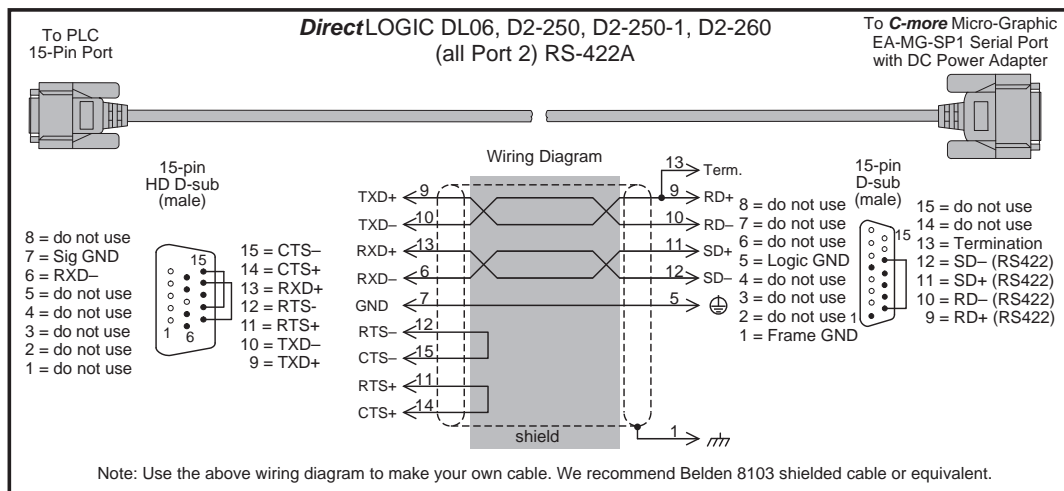 To PLC
15-Pin Port
DirectLOGIC DL06, D2-250, D2-250-1, D2-260
(all Port 2) RS-422A
To C-more Micro-Graphic
EA-MG-SP1 Serial Port
with DC Power Adapter
15-pin
HD D-sub
(male)
8 = do not use
7 = Sig GND
6 = RXD–
5 = do not use
4 = do not use
3 = do not use
2 = do not use
1 = do not use
15
1
6
15 = CTS–
14 = CTS+
13 = RXD+
12 = RTS-
11 = RTS+
10 = TXD–
9 = TXD+
Wiring Diagram
13 Term.
TXD+ 9 9 RD+
TXD– 10 10 RD–
RXD+ 13 11 SD+
RXD– 6 12 SD–
GND 7 5
RTS– 12
CTS– 15
RTS+ 11
CTS+ 14
shield
1
15-pin
D-sub
(male)
8 = do not use
7 = do not use
6 = do not use
5 = Logic GND
4 = do not use
3 = do not use
2 = do not use
1 = Frame GND
15
1
15 = do not use
14 = do not use
13 = Termination
12 = SD– (RS422)
11 = SD+ (RS422)
10 = RD– (RS422)
9 = RD+ (RS422)
Note: Use the above wiring diagram to make your own cable. We recommend Belden 8103 shielded cable or equivalent.